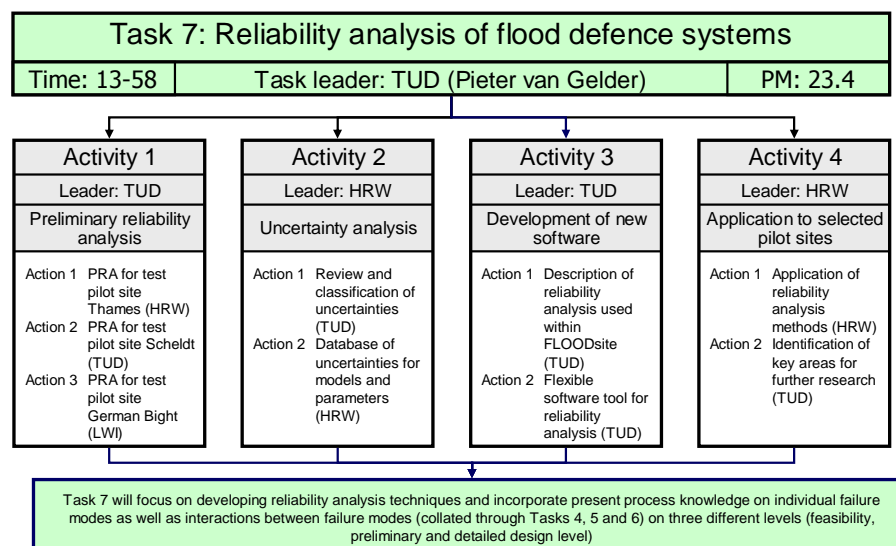 Task 7: Reliability analysis of flood defence systems
Time: 13-58
Task leader: TUD (Pieter van Gelder)
PM: 23.4
Activity 1
Leader: TUD
Preliminary reliability
analysis
Action 1 PRA for test
pilot site
Thames (HRW)
Action 2 PRA for test
pilot site Scheldt
(TUD)
Action 3 PRA for test
pilot site
German Bight
(LWI)
Activity 2
Leader: HRW
Uncertainty analysis
Action 1 Review and
classification of
uncertainties
(TUD)
Action 2 Database of
uncertainties for
models and
parameters
(HRW)
Activity 3
Leader: TUD
Development of new
software
Action 1 Description of
reliability
analysis used
within
FLOODsite
(TUD)
Action 2 Flexible
software tool for
reliability
analysis (TUD)
Activity 4
Leader: HRW
Application to selected
pilot sites
Action 1 Application of
reliability
analysis
methods (HRW)
Action 2 Identification of
key areas for
further research
(TUD)
Task 7 will focus on developing reliability analysis techniques and incorporate present process knowledge on individual failure
modes as well as interactions between failure modes (collated through Tasks 4, 5 and 6) on three different levels (feasibility,
preliminary and detailed design level)